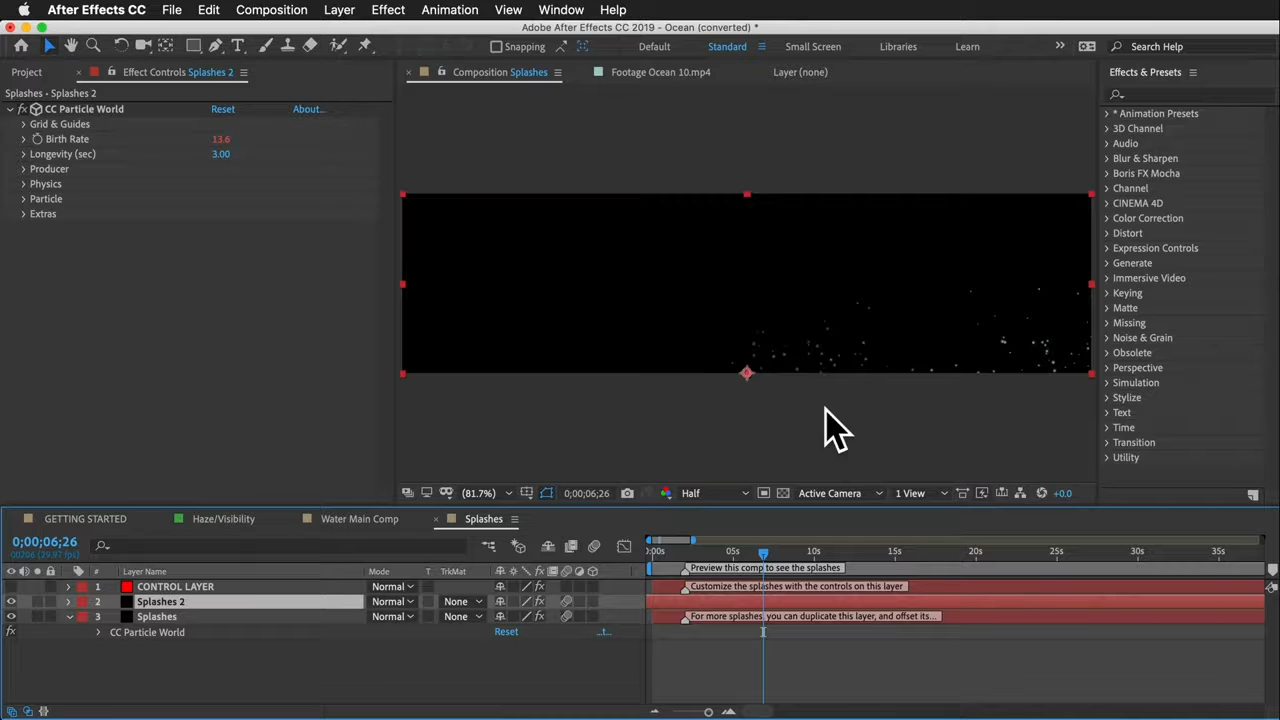 After Effects CC File Edit Composition Layer Effect Animation View Window Help
Adobe After Effects CC 2019 - Ocean (converted) *
Snapping Default Standard Small Screen Libraries Learn Search Help
Project Effect Controls Splashes 2 Composition Splashes Footage Ocean 10.mp4 Layer (none) Effects & Presets
Splashes • Splashes 2
CC Particle World Reset About...
Grid & Guides
Birth Rate 13.6
Longevity (sec) 3.00
Producer
Physics
Particle
Extras
* Animation Presets
3D Channel
Audio
Blur & Sharpen
Boris FX Mocha
Channel
CINEMA 4D
Color Correction
Distort
Expression Controls
Generate
Immersive Video
Keying
Matte
Missing
Noise & Grain
Obsolete
Perspective
Simulation
Stylize
Text
Time
Transition
Utility
(81.7%) 0;00;06;26 Half Active Camera 1 View +0.0
GETTING STARTED Haze/Visibility Water Main Comp Splashes
0;00;06;26
00206 (29.97 fps)
:00s 05s 10s 15s 20s 25s 30s 35s
# Layer Name Mode T TrkMat Preview this comp to see the splashes
1 CONTROL LAYER Normal Customize the splashes with the controls on this layer
2 Splashes 2 Normal None
3 Splashes Normal None For more splashes, you can duplicate this layer, and offset its...
CC Particle World Reset ...t...